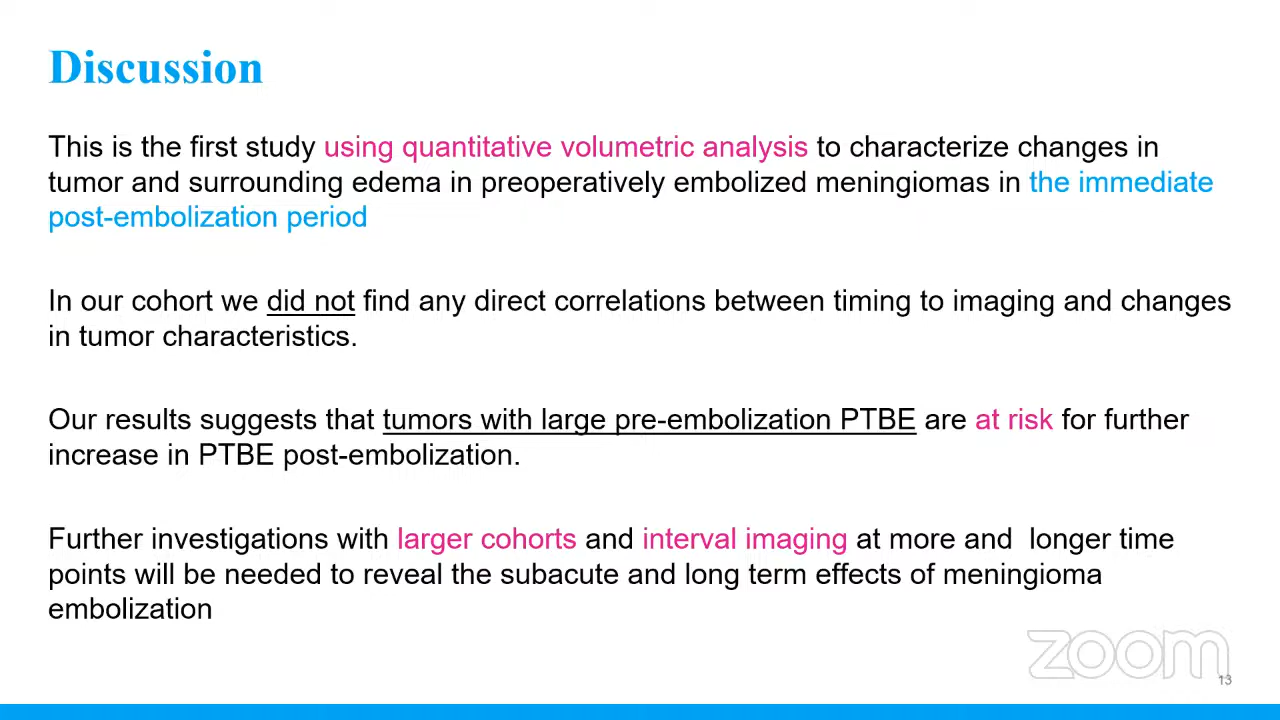 Discussion
This is the first study using quantitative volumetric analysis to characterize changes in
tumor and surrounding edema in preoperatively embolized meningiomas in the immediate
post-embolization period
In our cohort we did not find any direct correlations between timing to imaging and changes
in tumor characteristics.
Our results suggests that tumors with large pre-embolization PTBE are at risk for further
increase in PTBE post-embolization.
Further investigations with larger cohorts and interval imaging at more and  longer time
points will be needed to reveal the subacute and long term effects of meningioma
embolization
zoom
13